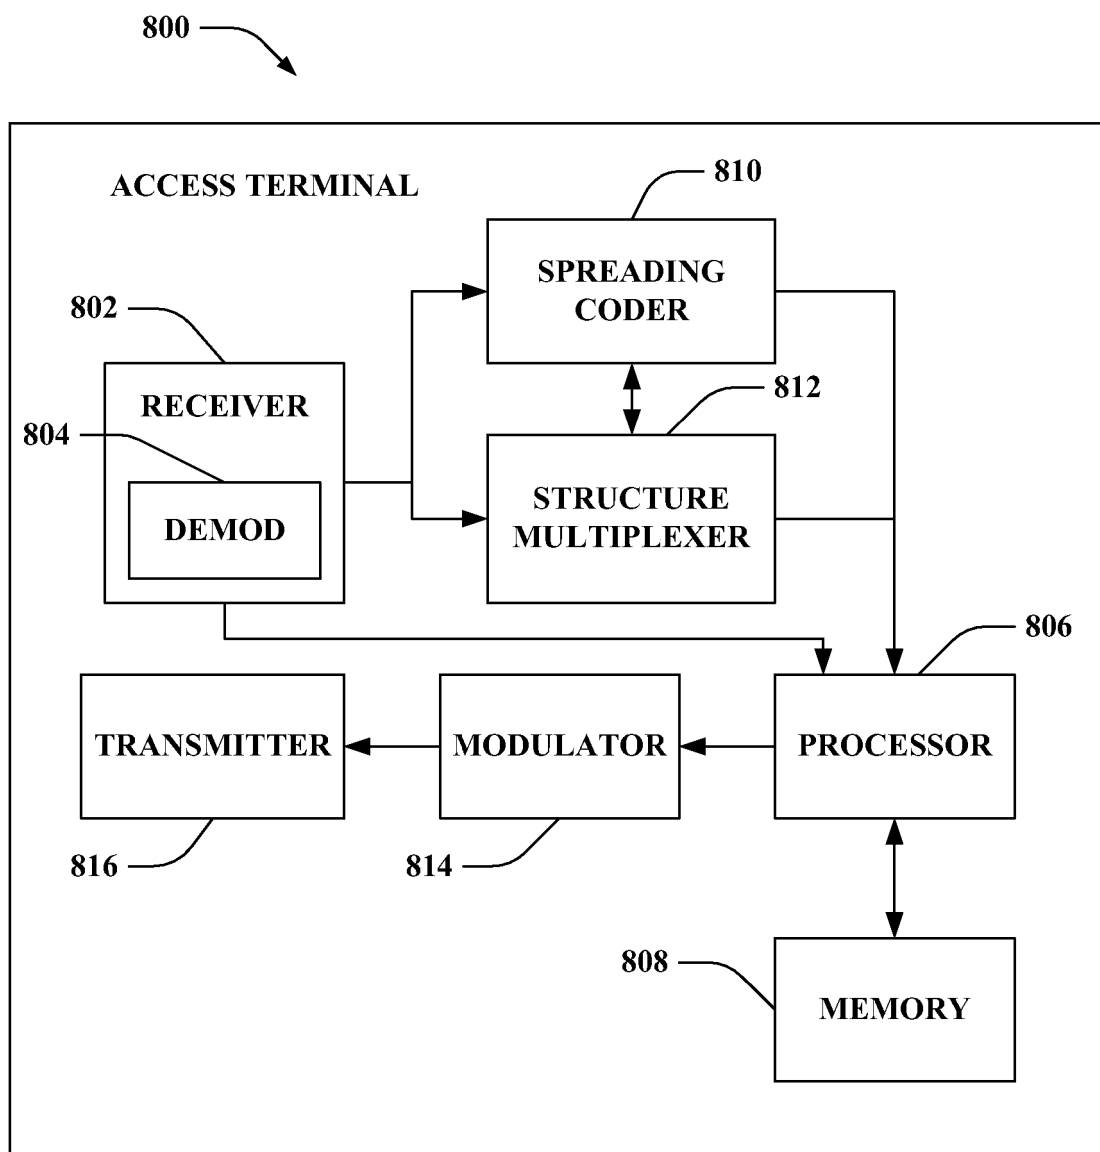 800
ACCESS TERMINAL
810
SPREADING
CODER
802
RECEIVER
812
804
DEMOD
STRUCTURE
MULTIPLEXER
806
TRANSMITTER
MODULATOR
PROCESSOR
816
814
808
MEMORY